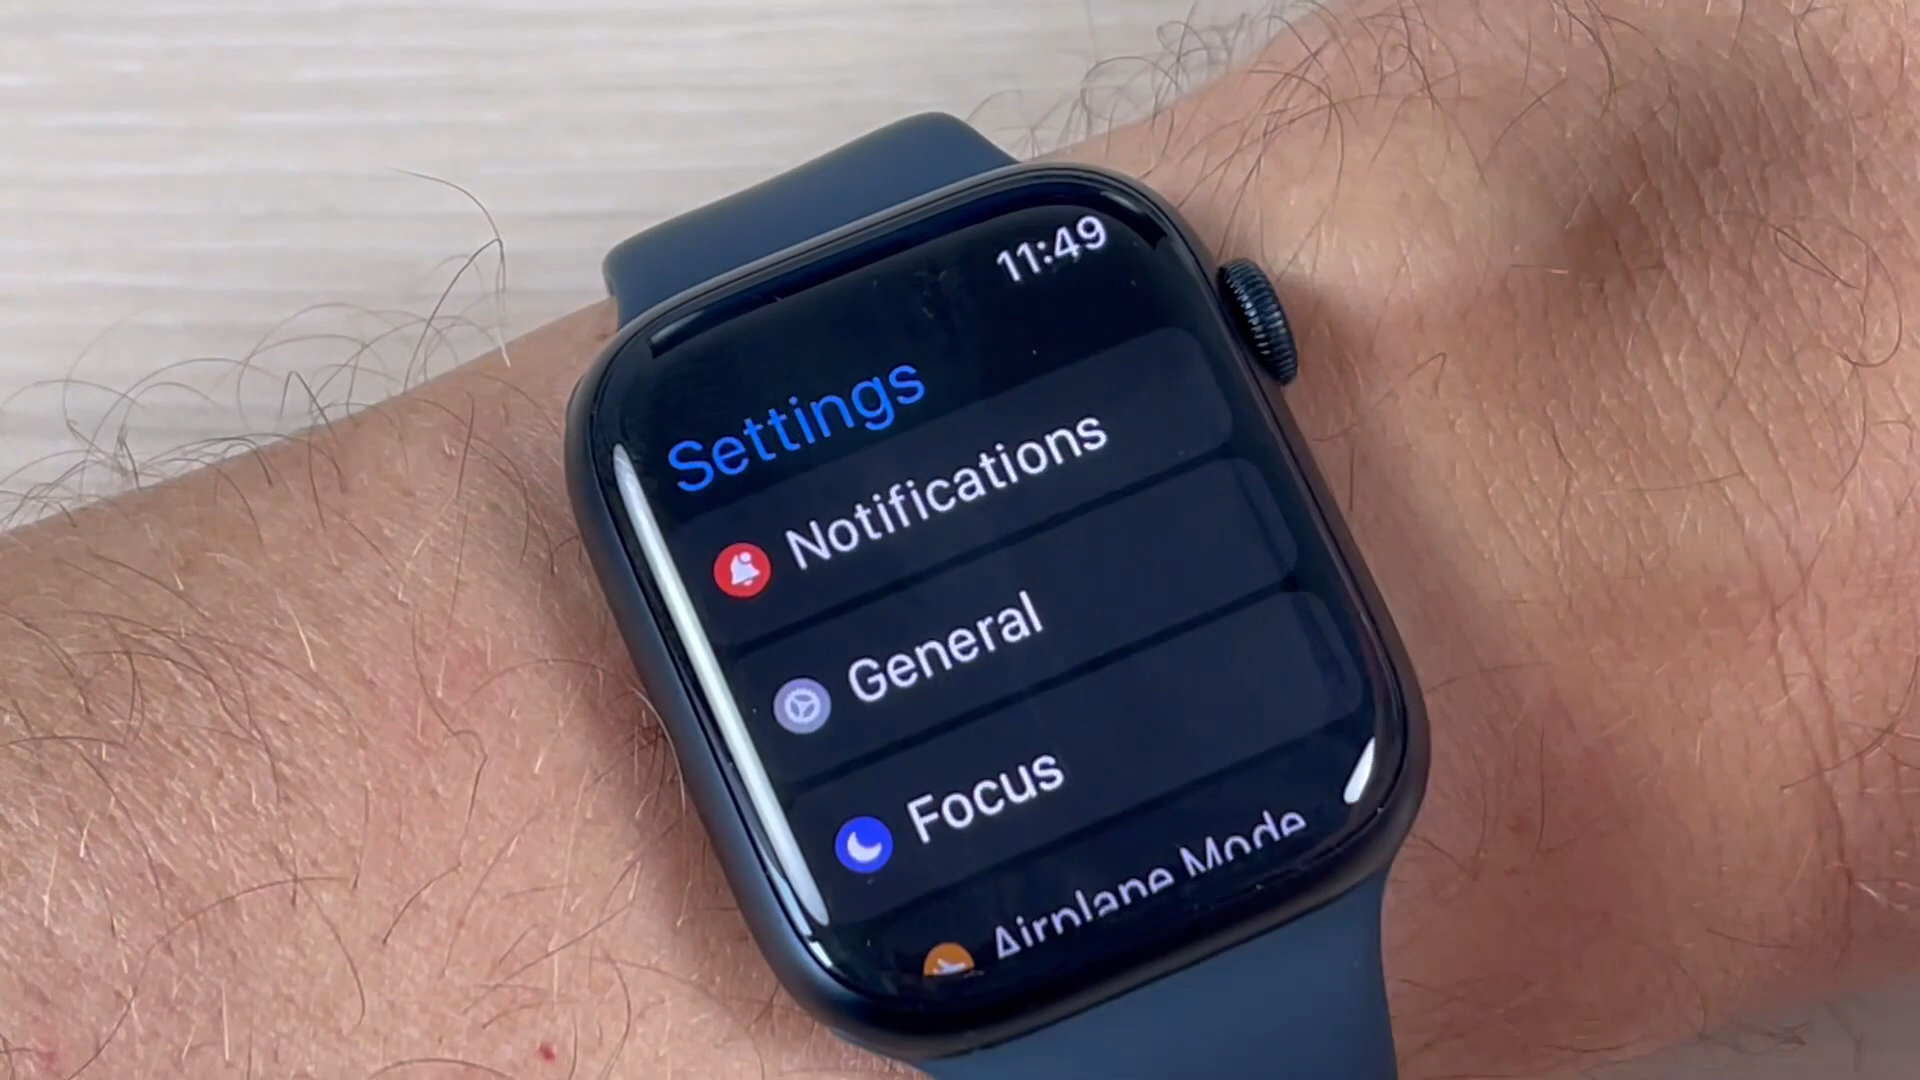 11:49
Settings
Notifications
General
Focus
Airplane Mode